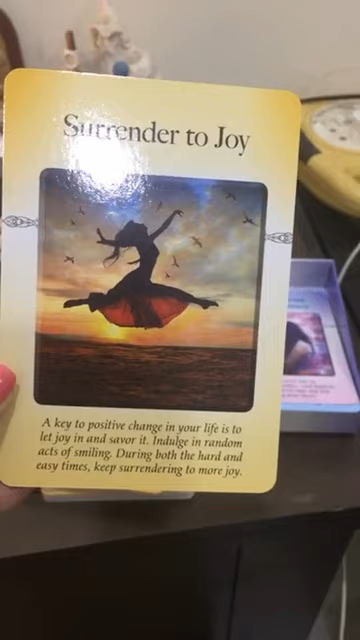 Surrender to Joy
A key to positive change in your life is to
let joy in and savor it. Indulge in random
acts of smiling. During both the hard and
easy times, keep surrendering to more joy.